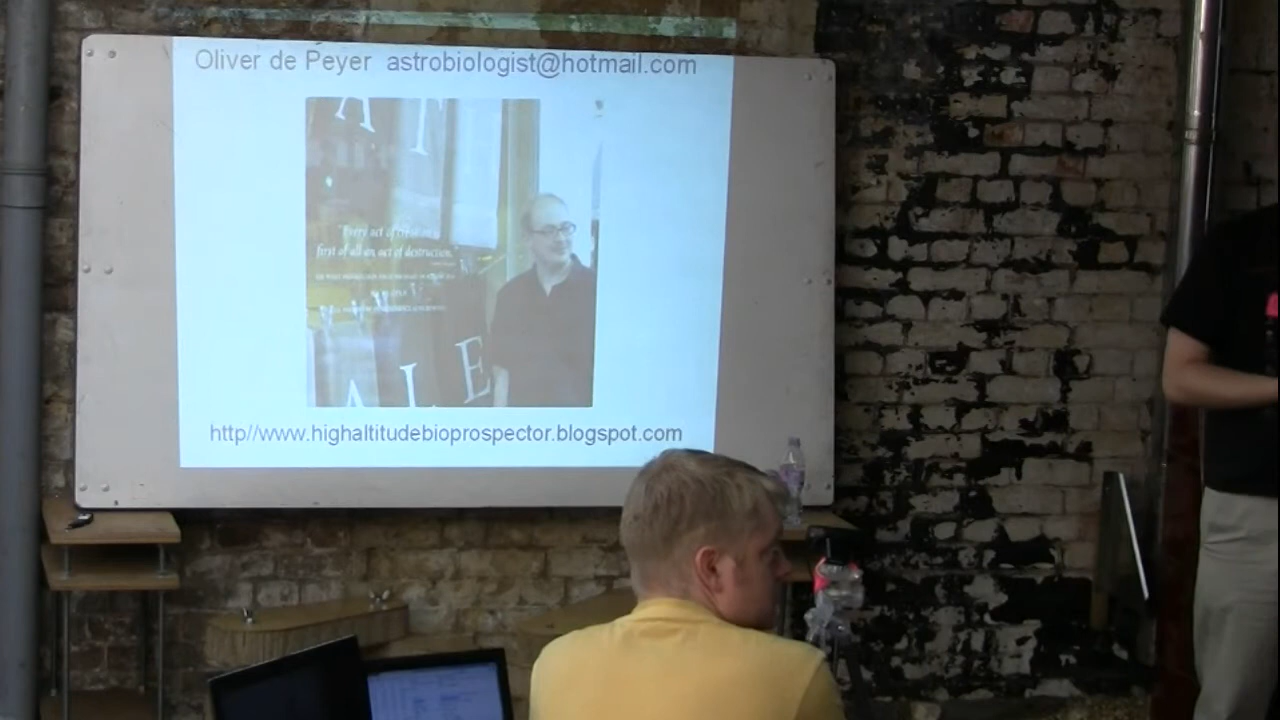 Oliver de Peyer astrobiologist@hotmail.com
A T
"Every act of creation is
first of all an act of destruction."
A L E
http//www.highaltitudebioprospector.blogspot.com